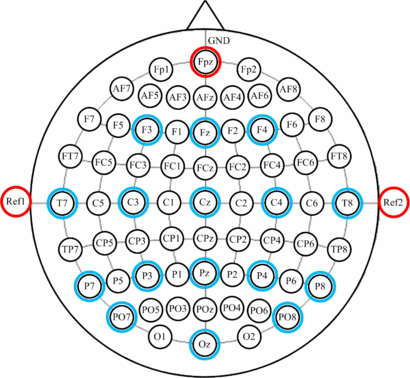 GND
Fp1 Fpz Fp2
AF7 AF5 AF3 AFz AF4 AF6 AF8
F7 F5 F3 F1 Fz F2 F4 F6 F8
FT7 FC5 FC3 FC1 FCz FC2 FC4 FC6 FT8
Ref1 T7 C5 C3 C1 Cz C2 C4 C6 T8 Ref2
TP7 CP5 CP3 CP1 CPz CP2 CP4 CP6 TP8
P7 P5 P3 P1 Pz P2 P4 P6 P8
PO7 PO5 PO3 POz PO4 PO6 PO8
O1 Oz O2